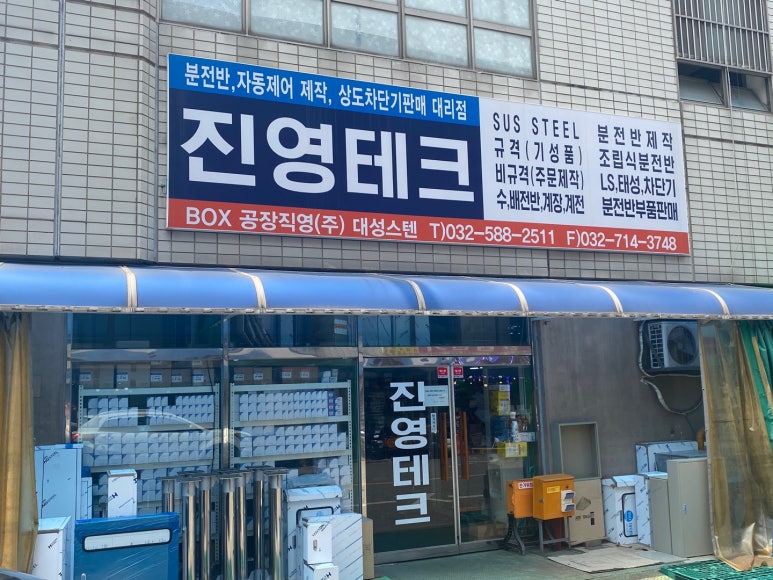 분전반,자동제어 제작, 상도차단기판매 대리점
진영테크
SUS STEEL
규격(기성품)
비규격(주문제작)
수,배전반,계장,계전
분전반제작
조립식분전반
LS,태성,차단기
분전반부품판매
BOX 공장직영(주) 대성스텐 T)032-588-2511 F)032-714-3748
진영테크